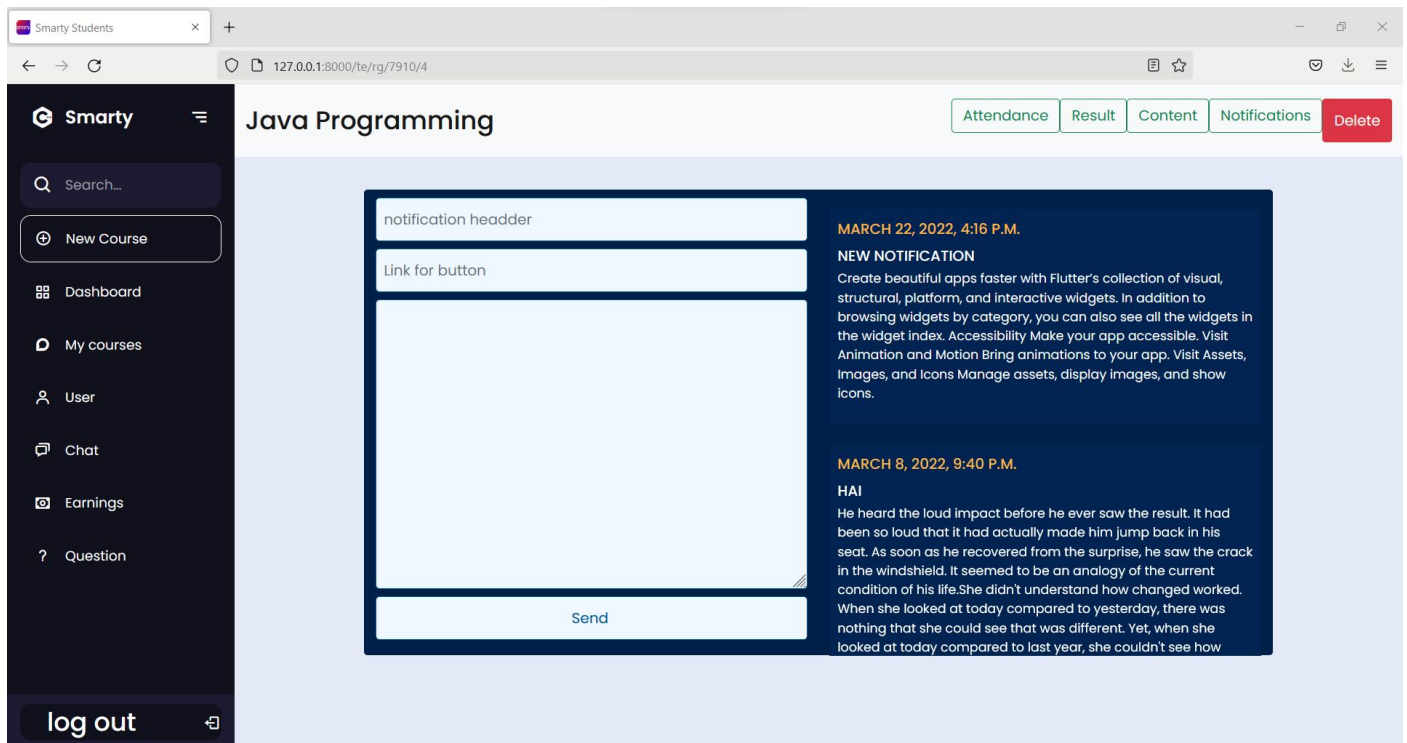 Smarty Students
127.0.0.1:8000/te/rg/7910/4
Smarty
Java Programming
Attendance
Result
Content
Notifications
Delete
Search...
New Course
Dashboard
My courses
User
Chat
Earnings
? Question
log out
notification headder
Link for button
Send
MARCH 22, 2022, 4:16 P.M.
NEW NOTIFICATION
Create beautiful apps faster with Flutter's collection of visual,
structural, platform, and interactive widgets. In addition to
browsing widgets by category, you can also see all the widgets in
the widget index. Accessibility Make your app accessible. Visit
Animation and Motion Bring animations to your app. Visit Assets,
Images, and Icons Manage assets, display images, and show
icons.
MARCH 8, 2022, 9:40 P.M.
HAI
He heard the loud impact before he ever saw the result. It had
been so loud that it had actually made him jump back in his
seat. As soon as he recovered from the surprise, he saw the crack
in the windshield. It seemed to be an analogy of the current
condition of his life.She didn't understand how changed worked.
When she looked at today compared to yesterday, there was
nothing that she could see that was different. Yet, when she
looked at today compared to last year, she couldn't see how